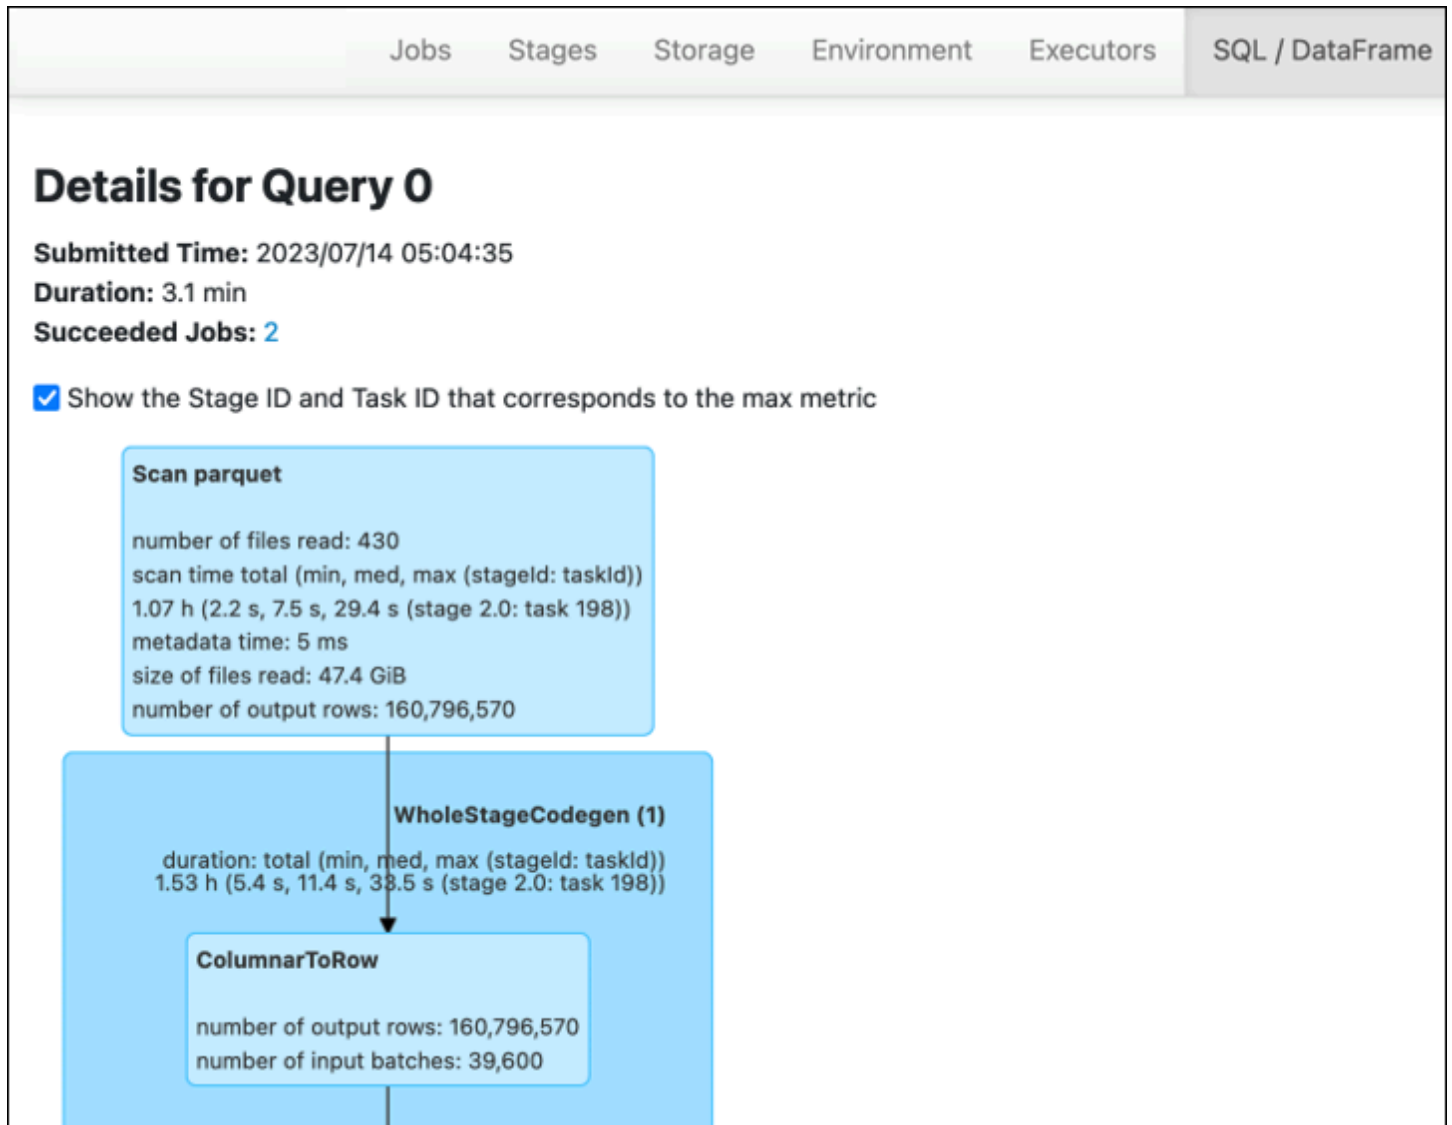 Jobs Stages Storage Environment Executors SQL / DataFrame
Details for Query 0
Submitted Time: 2023/07/14 05:04:35
Duration: 3.1 min
Succeeded Jobs: 2
Show the Stage ID and Task ID that corresponds to the max metric
Scan parquet
number of files read: 430
scan time total (min, med, max (stageId: taskId))
1.07 h (2.2 s, 7.5 s, 29.4 s (stage 2.0: task 198))
metadata time: 5 ms
size of files read: 47.4 GiB
number of output rows: 160,796,570
WholeStageCodegen (1)
duration: total (min, med, max (stageId: taskId))
1.53 h (5.4 s, 11.4 s, 33.5 s (stage 2.0: task 198))
ColumnarToRow
number of output rows: 160,796,570
number of input batches: 39,600